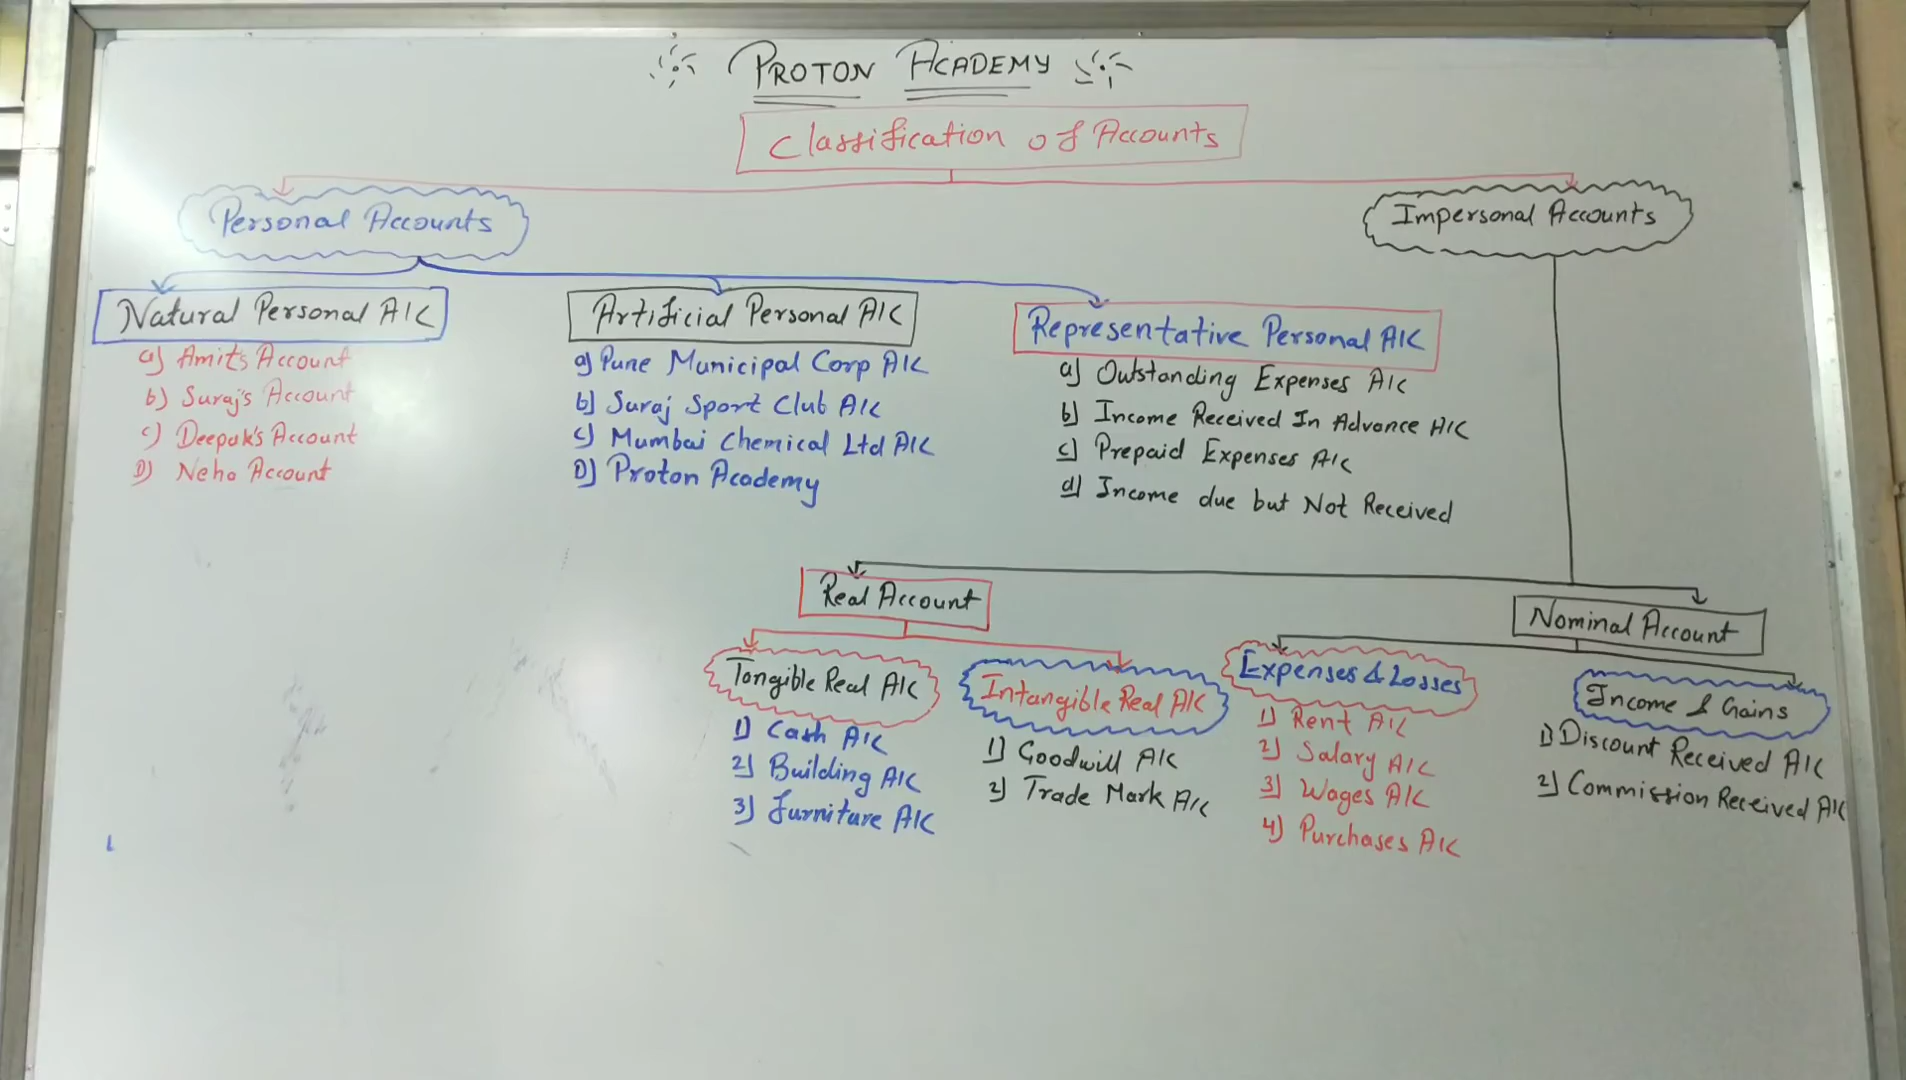 PROTON ACADEMY
Classification of Accounts
Personal Accounts
Impersonal Accounts
Natural Personal A/C
a) Amit's Account
b) Suraj's Account
c) Deepak's Account
D) Neha Account
Artificial Personal A/C
a) Pune Municipal Corp A/C
b) Suraj Sport Club A/C
c) Mumbai Chemical Ltd A/C
D) Proton Academy
Representative Personal A/C
a) Outstanding Expenses A/C
b) Income Received In Advance A/C
c) Prepaid Expenses A/C
d) Income due but Not Received
Real Account
Nominal Account
Tangible Real A/C
1) Cash A/C
2) Building A/C
3) Furniture A/C
Intangible Real A/C
1) Goodwill A/C
2) Trade Mark A/C
Expenses & Losses
1) Rent A/C
2) Salary A/C
3) Wages A/C
4) Purchases A/C
Income & Gains
1) Discount Received A/C
2) Commission Received A/C